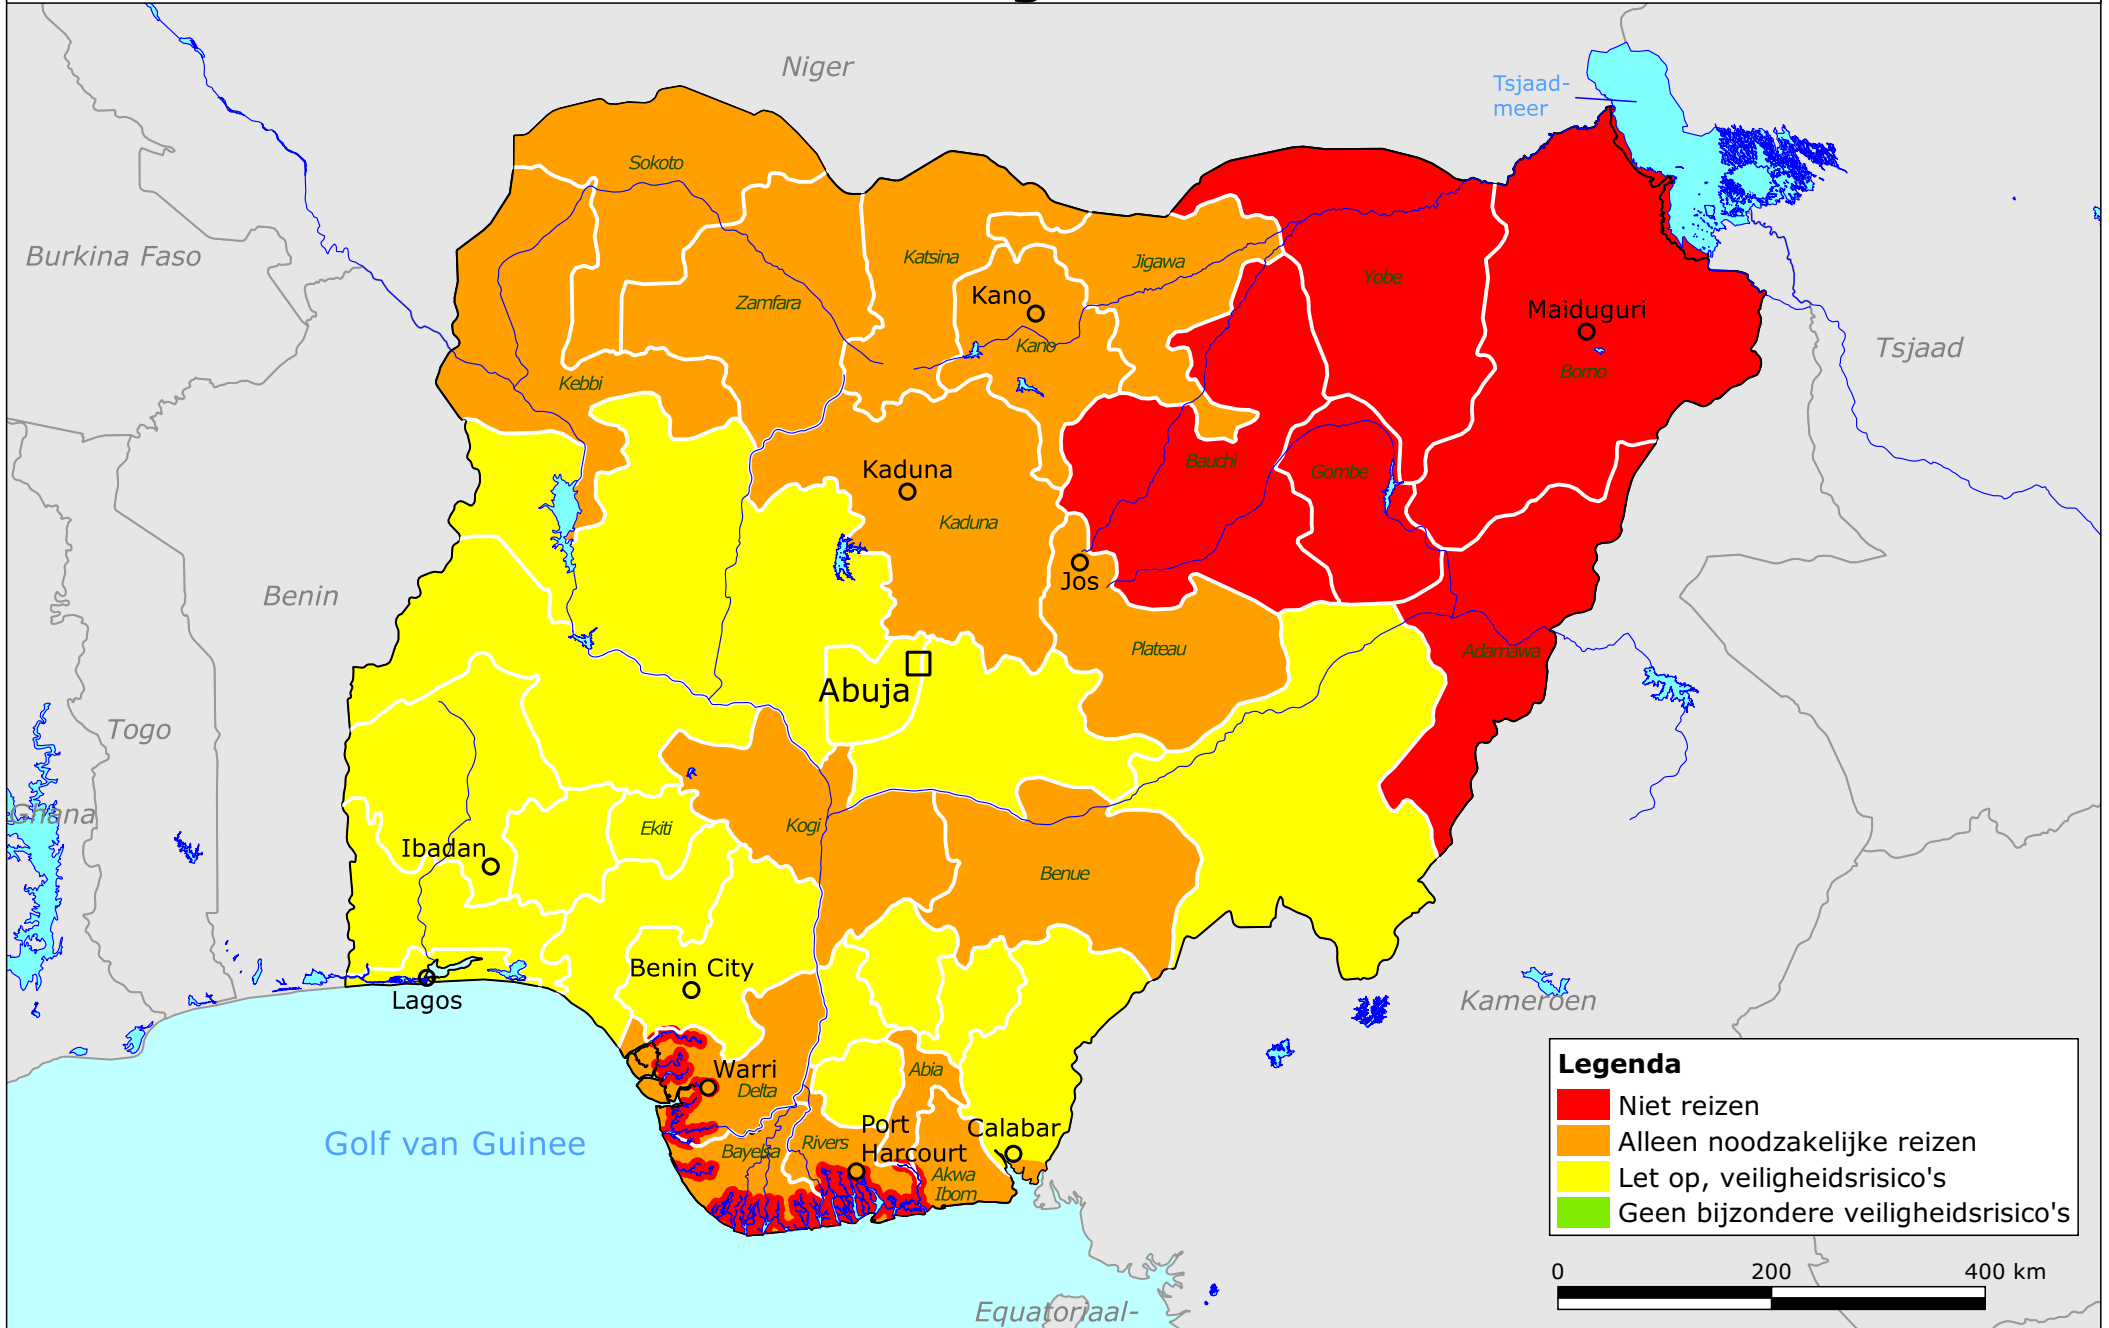 Niger
Tsjaad-
meer
Sokoto
Burkina Faso
Katsina
Jigawa
Yobe
Kano
Zamfara
Maiduguri
Kano
Tsjaad
Borno
Kebbi
Kaduna
Bauchi
Gombe
Kaduna
Jos
Benin
Plateau
Adamawa
Abuja
Togo
Ghana
Kogi
Ekiti
Ibadan
Benue
Benin City
Lagos
Kameroen
Warri
Abia
Delta
Port
Harcourt
Calabar
Golf van Guinee
Bayelsa
Rivers
Akwa
Ibom
Legenda
Niet reizen
Alleen noodzakelijke reizen
Let op, veiligheidsrisico's
Geen bijzondere veiligheidsrisico's
0 200 400 km
Equatoriaal-